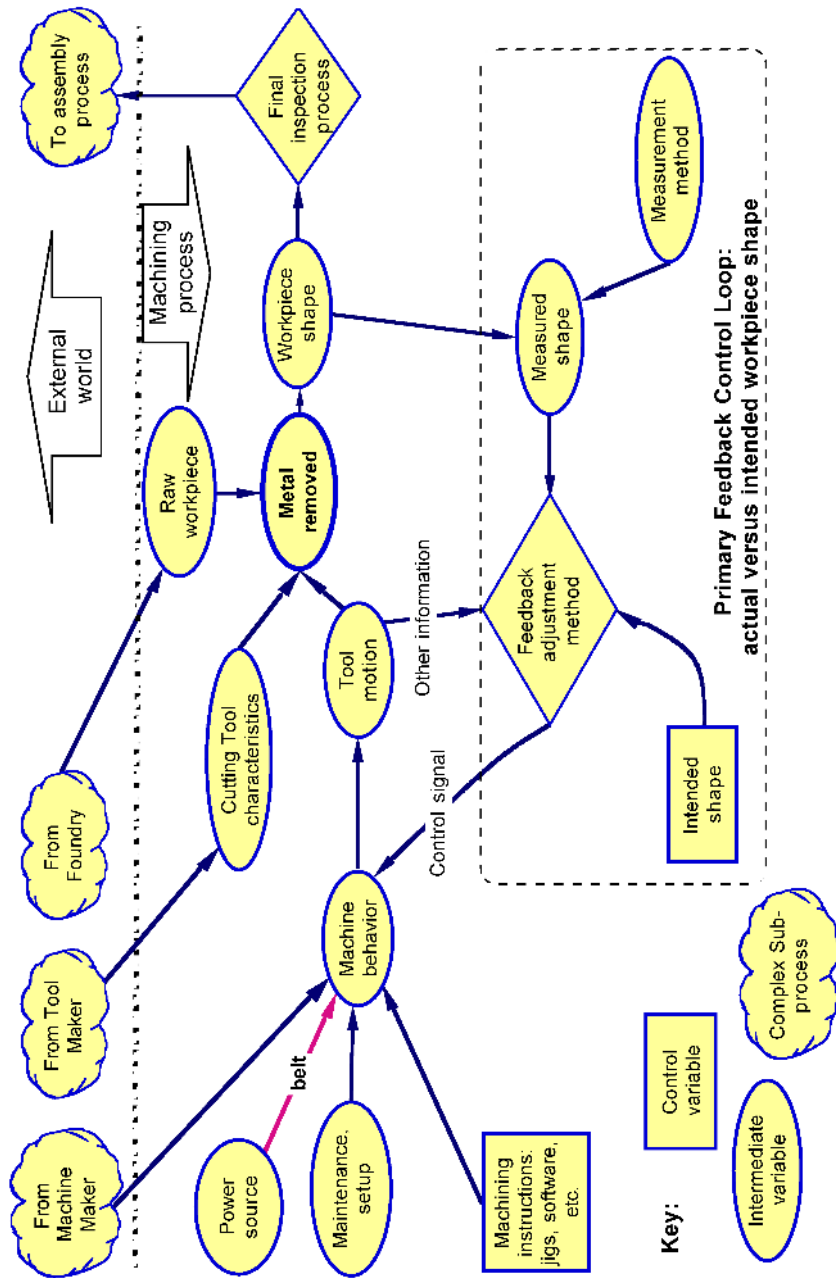 From
Machine
Maker
From Tool
Maker
From
Foundry
External
world
To assembly
process
Machining
process
Raw
workpiece
Power
source
belt
Cutting Tool
characteristics
Metal
removed
Workpiece
shape
Final
inspection
process
Maintenance,
setup
Machine
behavior
Tool
motion
Other information
Control signal
Machining
instructions:
jigs, software,
etc.
Feedback
adjustment
method
Measured
shape
Measurement
method
Intended
shape
Primary Feedback Control Loop:
actual versus intended workpiece shape
Key:
Control
variable
Intermediate
variable
Complex Sub-
process